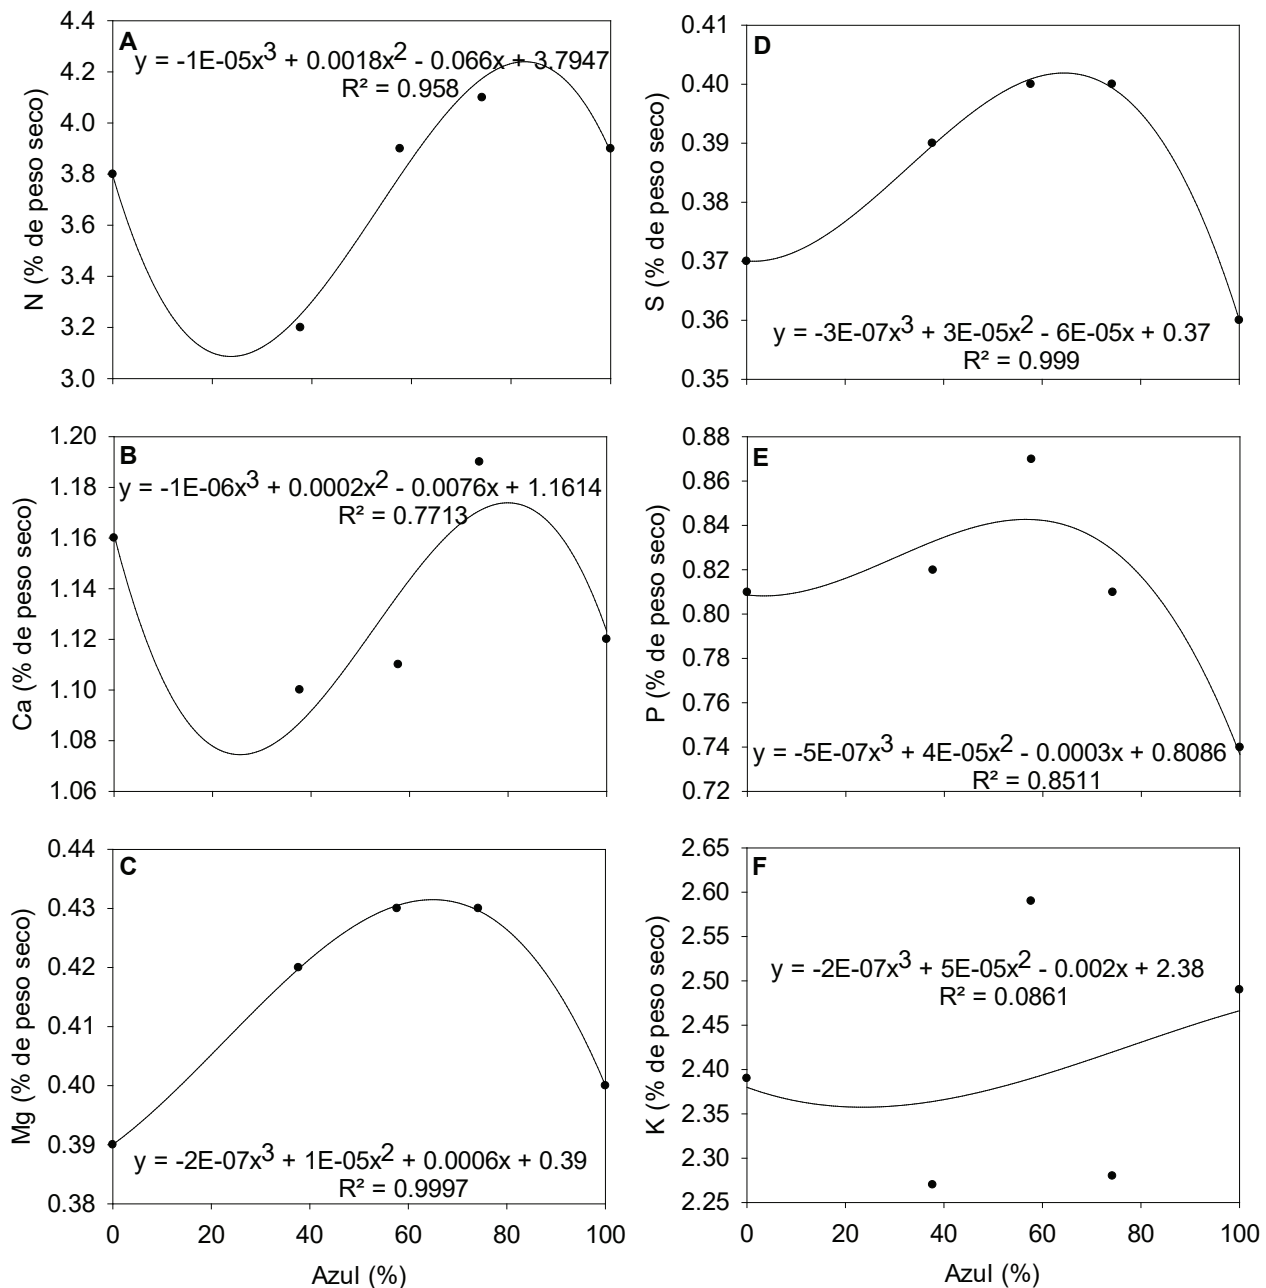 A
y = -1E-05x³ + 0.0018x² - 0.066x + 3.7947
R² = 0.958
4.4
4.2
4.0
3.8
3.6
3.4
3.2
3.0
N (% de peso seco)
D
0.41
0.40
0.39
0.38
0.37
0.36
0.35
S (% de peso seco)
y = -3E-07x³ + 3E-05x² - 6E-05x + 0.37
R² = 0.999
B
y = -1E-06x³ + 0.0002x² - 0.0076x + 1.1614
R² = 0.7713
1.20
1.18
1.16
1.14
1.12
1.10
1.08
1.06
Ca (% de peso seco)
E
0.88
0.86
0.84
0.82
0.80
0.78
0.76
0.74
0.72
P (% de peso seco)
y = -5E-07x³ + 4E-05x² - 0.0003x + 0.8086
R² = 0.8511
C
0.44
0.43
0.42
0.41
0.40
0.39
0.38
Mg (% de peso seco)
y = -2E-07x³ + 1E-05x² + 0.0006x + 0.39
R² = 0.9997
0 20 40 60 80 100
Azul (%)
F
2.65
2.60
2.55
2.50
2.45
2.40
2.35
2.30
2.25
K (% de peso seco)
y = -2E-07x³ + 5E-05x² - 0.002x + 2.38
R² = 0.0861
0 20 40 60 80 100
Azul (%)